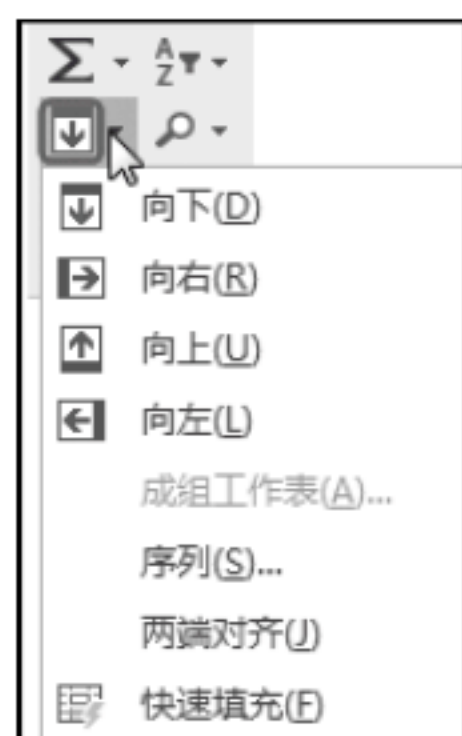 Σ
AZ
向下(D)
向右(R)
向上(U)
向左(L)
成组工作表(A)...
序列(S)...
两端对齐(J)
快速填充(F)